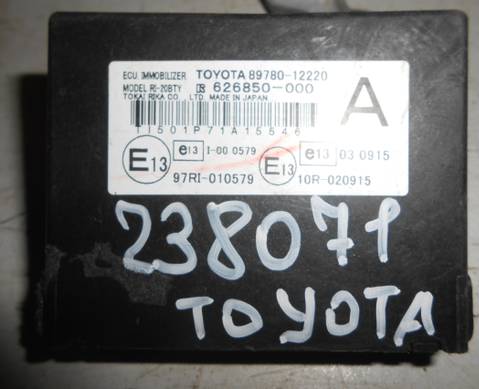 ECU IMMOBILIZER TOYOTA 89780-12220
MODEL RI-20BTY 626850-000
TOKAI RIKA CO., LTD. MADE IN JAPAN
A
11501P71A15546
E13 e13 I-00 0579 E13 e13 03 0915
97RI-010579 10R-020915
238071
TOYOTA